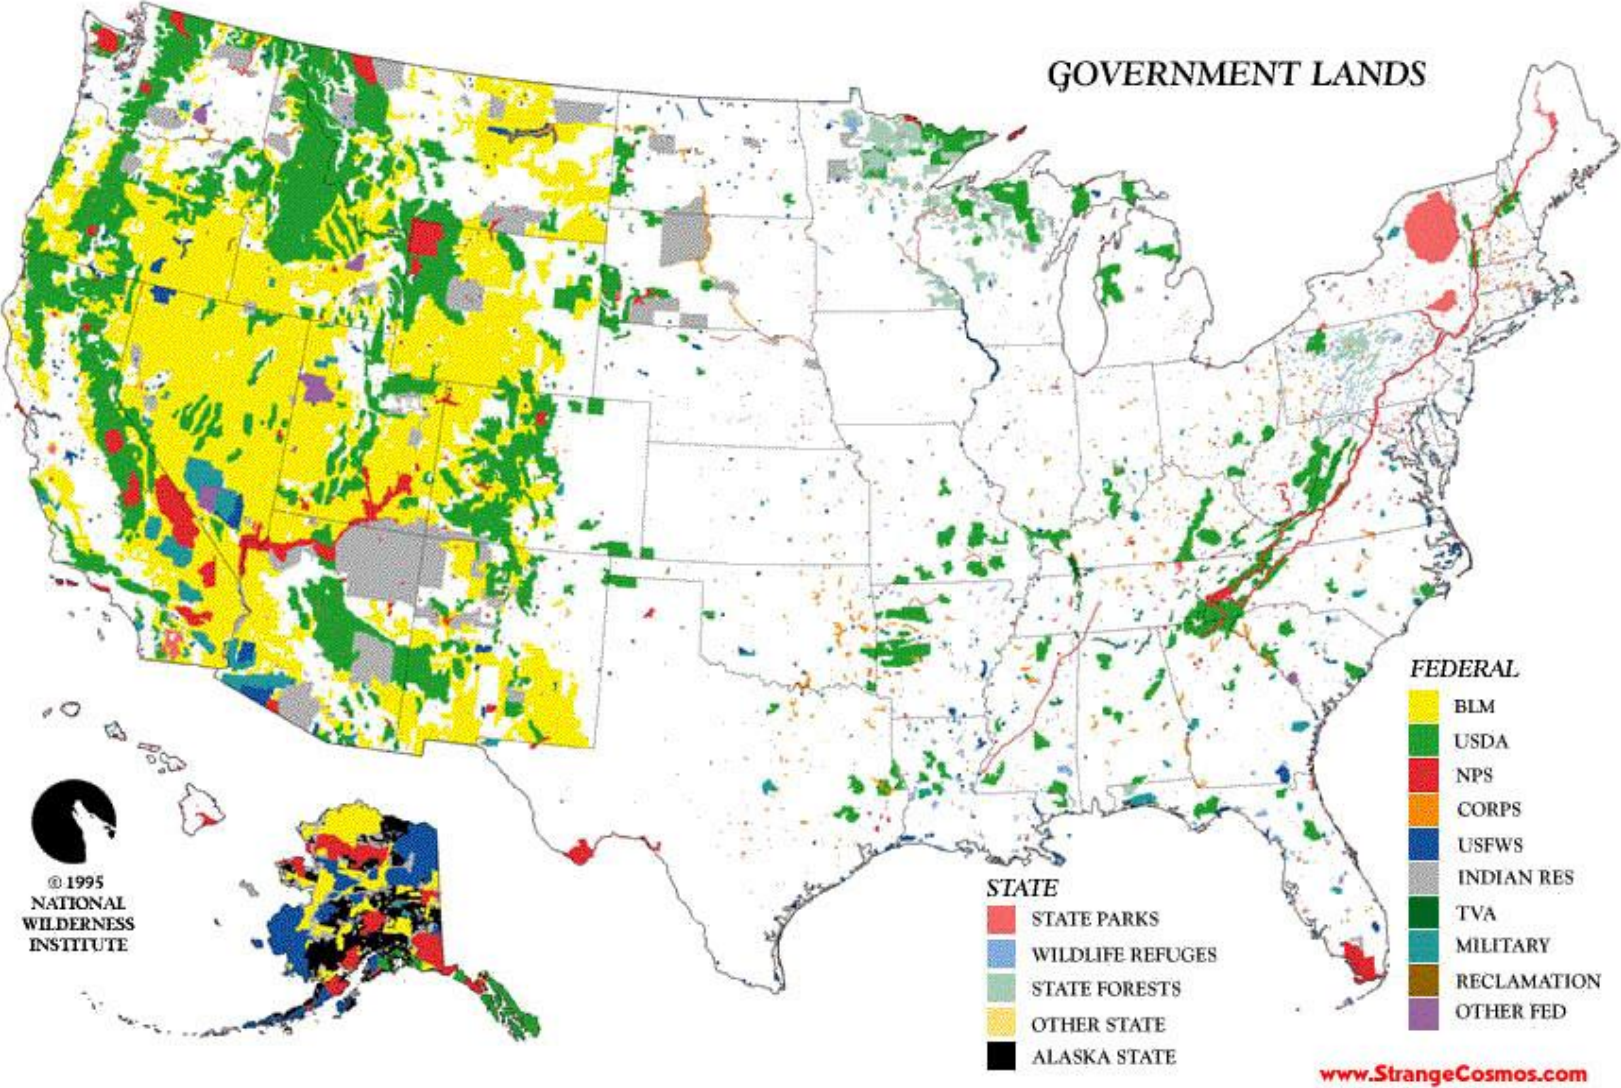 GOVERNMENT LANDS
FEDERAL
BLM
USDA
NPS
CORPS
USFWS
INDIAN RES
TVA
MILITARY
RECLAMATION
OTHER FED
STATE
STATE PARKS
WILDLIFE REFUGES
STATE FORESTS
OTHER STATE
ALASKA STATE
© 1995
NATIONAL
WILDERNESS
INSTITUTE
www.StrangeCosmos.com